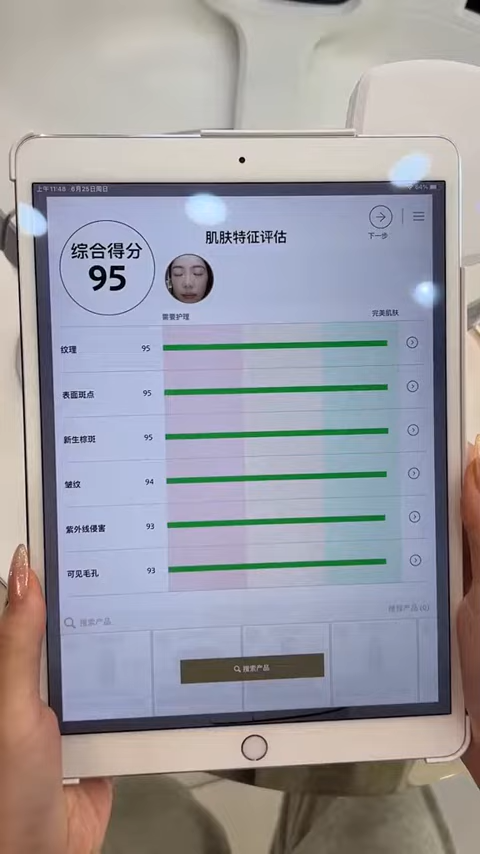 上午11:48 6月25日周日
64%
下一步
肌肤特征评估
综合得分
95
需要护理
完美肌肤
纹理 95
表面斑点 95
新生棕斑 95
皱纹 94
紫外线侵害 93
可见毛孔 93
搜索产品
推荐产品 (0)
搜索产品